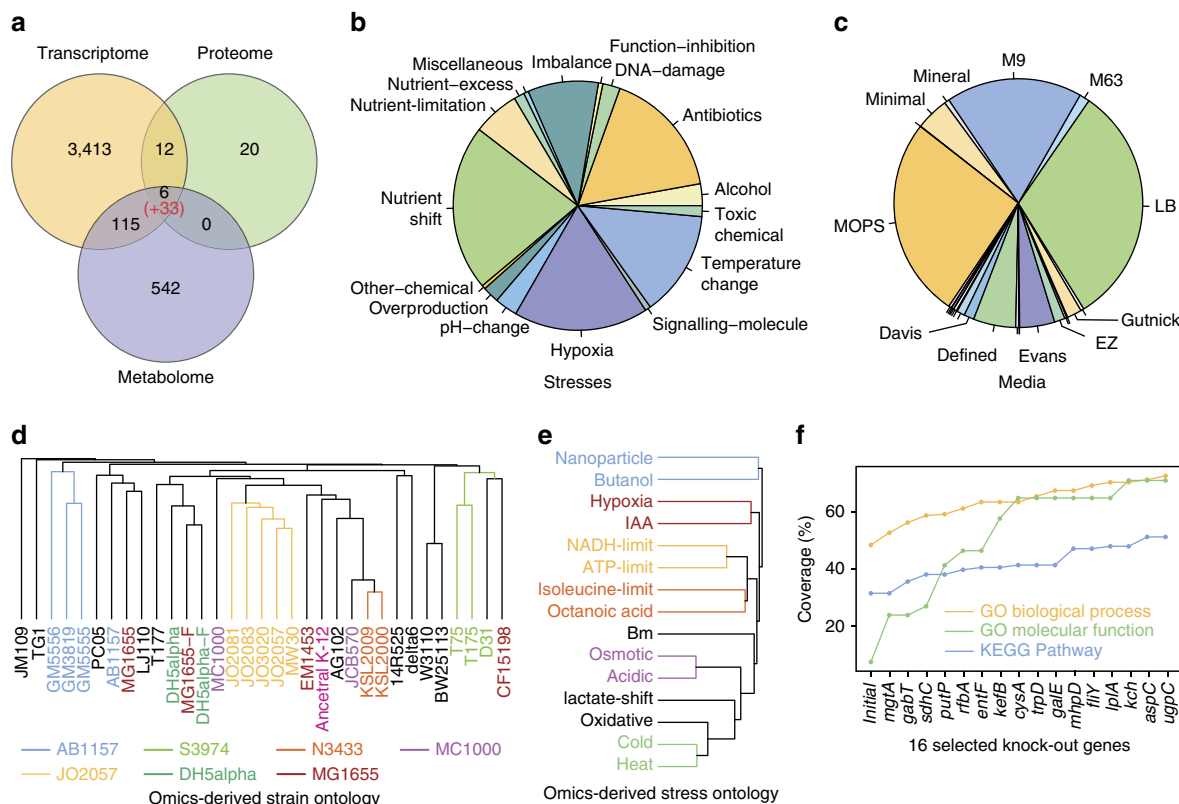 a
Transcriptome
Proteome
3,413
12
20
6
(+33)
115
0
542
Metabolome
b
Function−inhibition
Miscellaneous
Imbalance
DNA−damage
Nutrient−excess
Nutrient-limitation
Antibiotics
Nutrient
shift
Alcohol
Toxic
chemical
Temperature
change
Other−chemical
Overproduction
pH−change
Signalling−molecule
Hypoxia
Stresses
c
M9
Mineral
M63
Minimal
MOPS
LB
Davis
Gutnick
EZ
Defined
Evans
Media
d
JM109
TG1
GM5556
GM3819
GM5555
PC05
AB1157
MG1655
LJ110
T177
DH5alpha
MG1655−F
DH5alpha−F
MC1000
JO2081
JO2083
JO3020
JO2057
MW30
EM1453
Ancetral K−12
AG102
JCB570
KSL2009
KSL2000
14R525
delta6
W3110
BW25113
T75
T175
D31
CF15198
AB1157
S3974
N3433
MC1000
JO2057
DH5alpha
MG1655
Omics-derived strain ontology
e
Nanoparticle
Butanol
Hypoxia
IAA
NADH-limit
ATP-limit
Isoleucine-limit
Octanoic acid
Bm
Osmotic
Acidic
lactate-shift
Oxidative
Cold
Heat
Omics-derived stress ontology
f
Coverage (%)
60
40
20
GO biological process
GO molecular function
KEGG Pathway
Initial
mgtA
gabT
sdhC
putP
rfbA
entF
kefB
cysA
trpD
galE
mhpD
fliY
lplA
kch
aspC
ugpC
16 selected knock-out genes